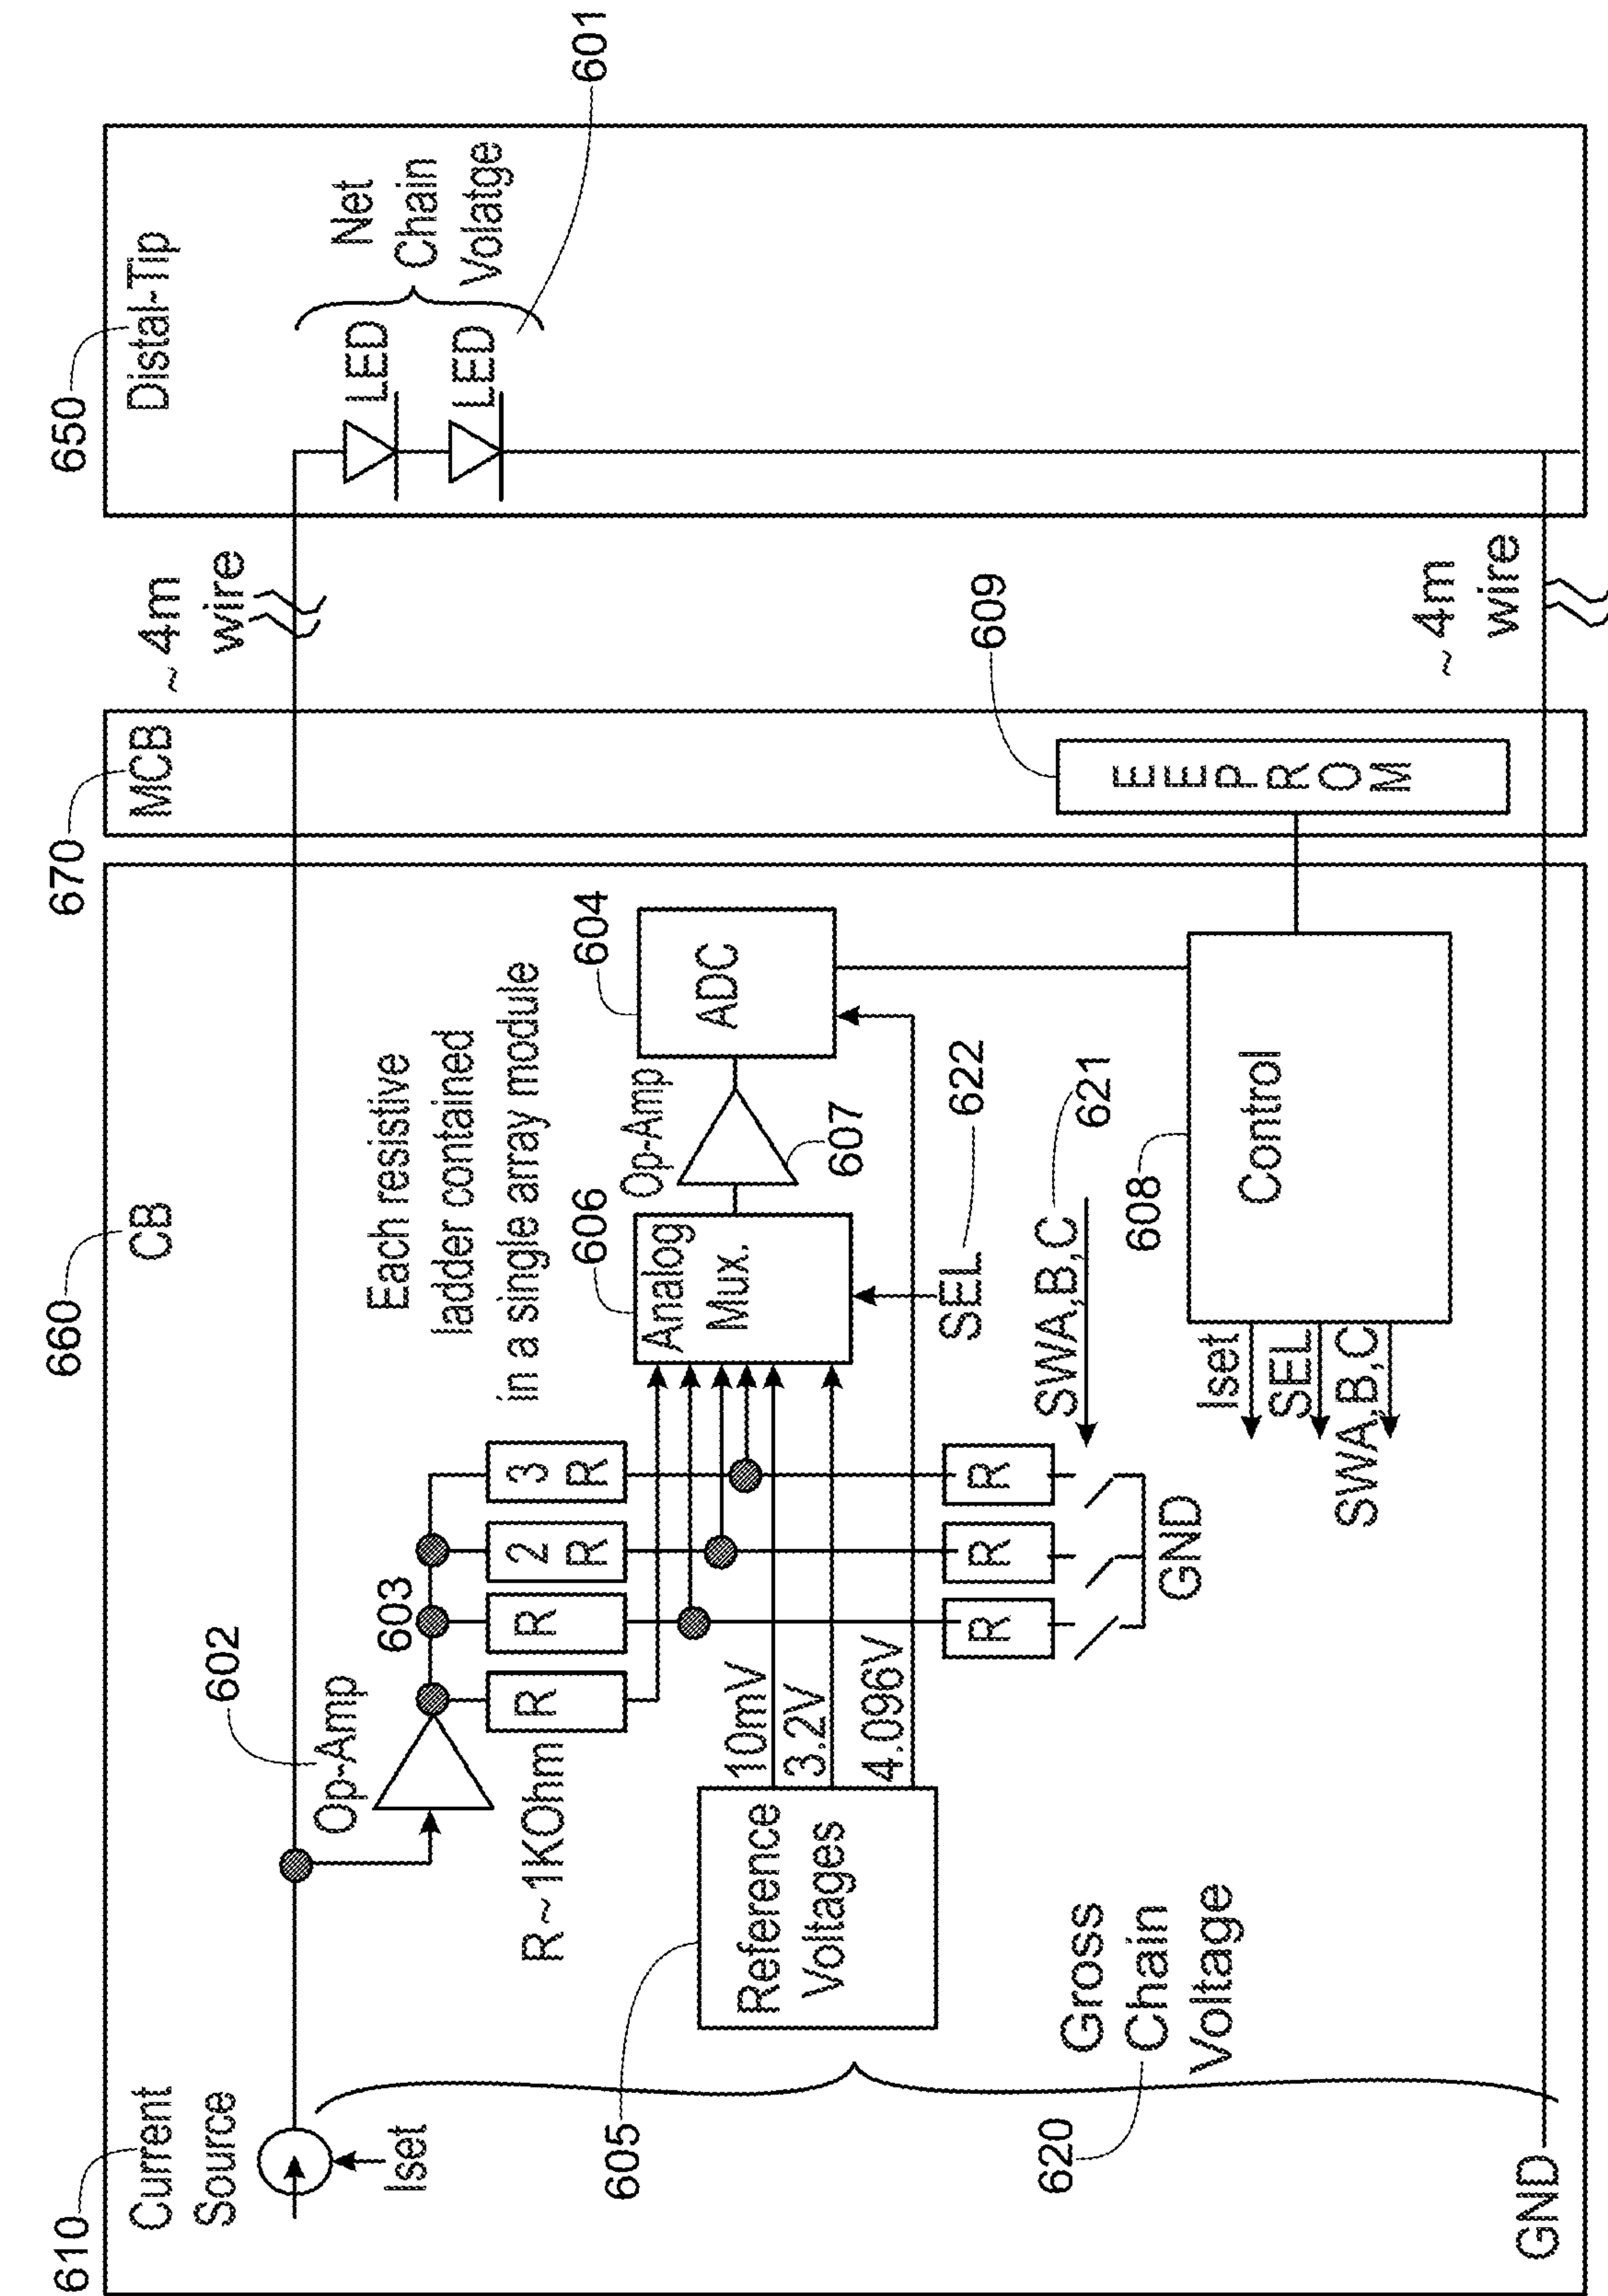 610
Current
Source
Iset
660
CB
670
MCB
~ 4m
wire
650
Distal-Tip
LED
LED
Net
Chain
Volatge
601
602
Op-Amp
603
R
R
2
R
3
R
R~1KOhm
Each resistive
ladder contained
in a single array module
606
Analog
Mux.
Op-Amp
607
604
ADC
605
Reference
Voltages
10mV
3.2V
4.096V
SEL
622
R
R
R
SWA,B,C
621
GND
620
Gross
Chain
Voltage
608
Control
Iset
SEL
SWA,B,C
609
E
E
P
R
O
M
~ 4m
wire
GND